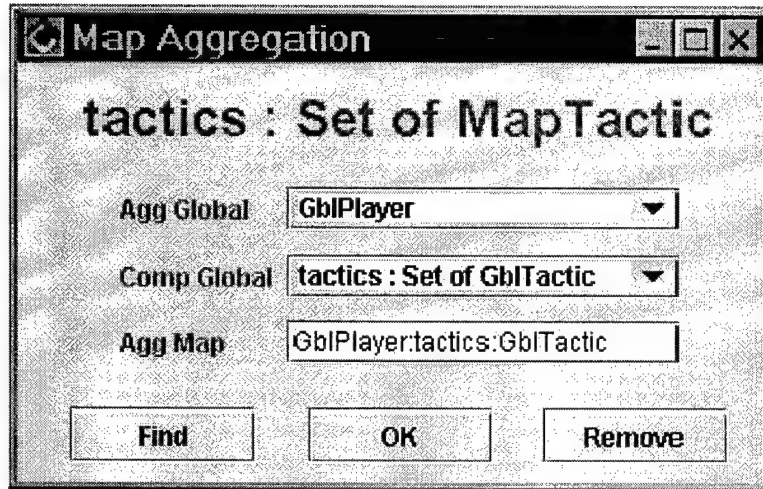 Map Aggregation
tactics : Set of MapTactic
Agg Global GblPlayer
Comp Global tactics : Set of GblTactic
Agg Map GblPlayer:tactics:GblTactic
Find OK Remove